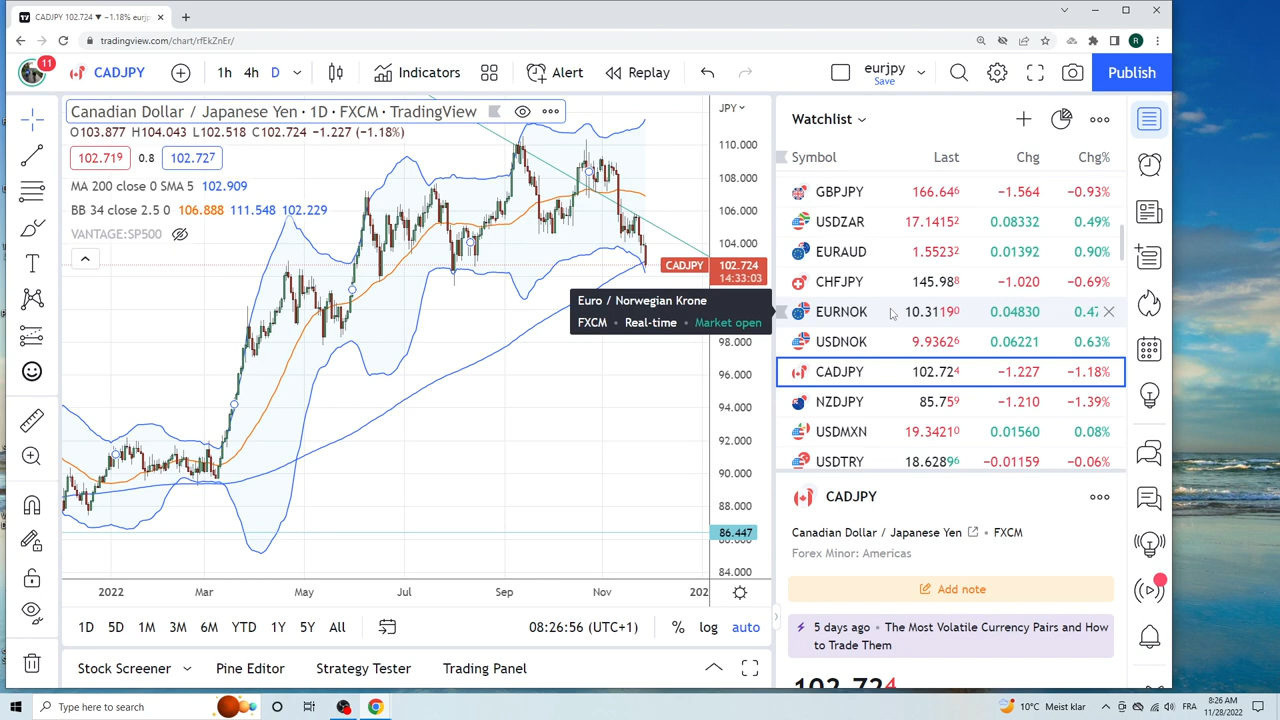 CADJPY 102.724 ▼ −1.18% eurjp
tradingview.com/chart/rfEkZnEr/
R
11
CADJPY
1h 4h D
Indicators
Alert
Replay
eurjpy
Save
Publish
Canadian Dollar / Japanese Yen · 1D · FXCM · TradingView
O103.877 H104.043 L102.518 C102.724 −1.227 (−1.18%)
102.719 0.8 102.727
MA 200 close 0 SMA 5 102.909
BB 34 close 2.5 0 106.888 111.548 102.229
VANTAGE:SP500
JPY
110.000
108.000
106.000
104.000
CADJPY 102.724
14:33:03
98.000
96.000
94.000
92.000
90.000
88.000
86.447
84.000
Euro / Norwegian Krone
FXCM • Real-time • Market open
2022 Mar May Jul Sep Nov 202
1D 5D 1M 3M 6M YTD 1Y 5Y All
08:26:56 (UTC+1)
% log auto
Stock Screener
Pine Editor
Strategy Tester
Trading Panel
Watchlist
Symbol Last Chg Chg%
GBPJPY 166.646 −1.564 −0.93%
USDZAR 17.14152 0.08332 0.49%
EURAUD 1.55232 0.01392 0.90%
CHFJPY 145.988 −1.020 −0.69%
EURNOK 10.31190 0.04830 0.47
USDNOK 9.93626 0.06221 0.63%
CADJPY 102.724 −1.227 −1.18%
NZDJPY 85.759 −1.210 −1.39%
USDMXN 19.34210 0.01560 0.08%
USDTRY 18.62896 −0.01159 −0.06%
CADJPY
Canadian Dollar / Japanese Yen • FXCM
Forex Minor: Americas
Add note
5 days ago • The Most Volatile Currency Pairs and How
to Trade Them
102.724
Type here to search
10°C Meist klar
FRA
8:26 AM
11/28/2022